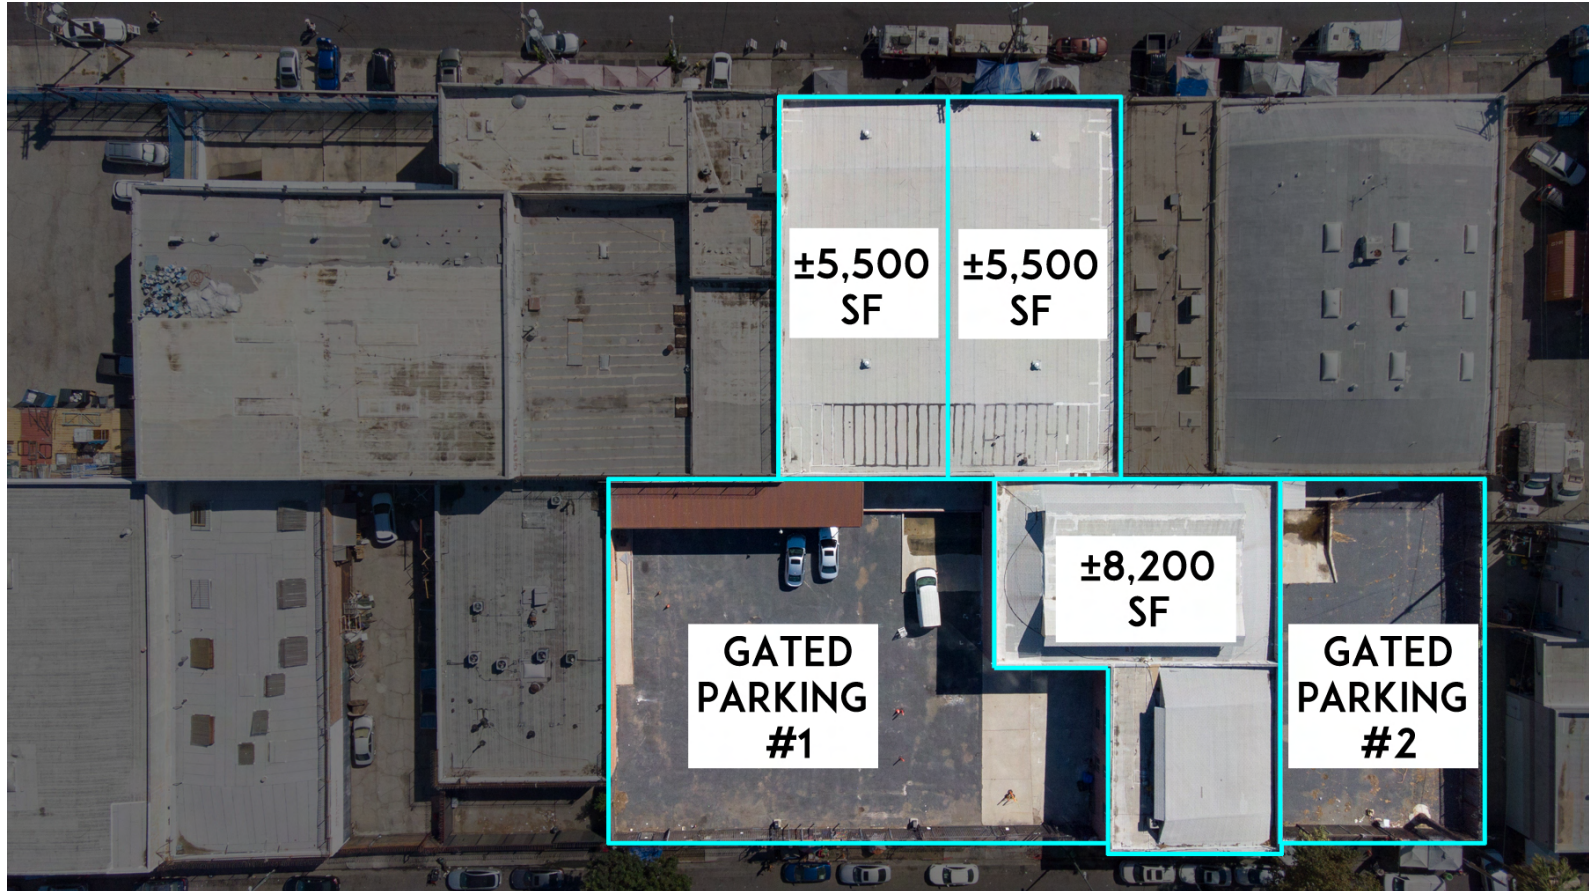 ±5,500
SF
±5,500
SF
±8,200
SF
GATED
PARKING
#1
GATED
PARKING
#2